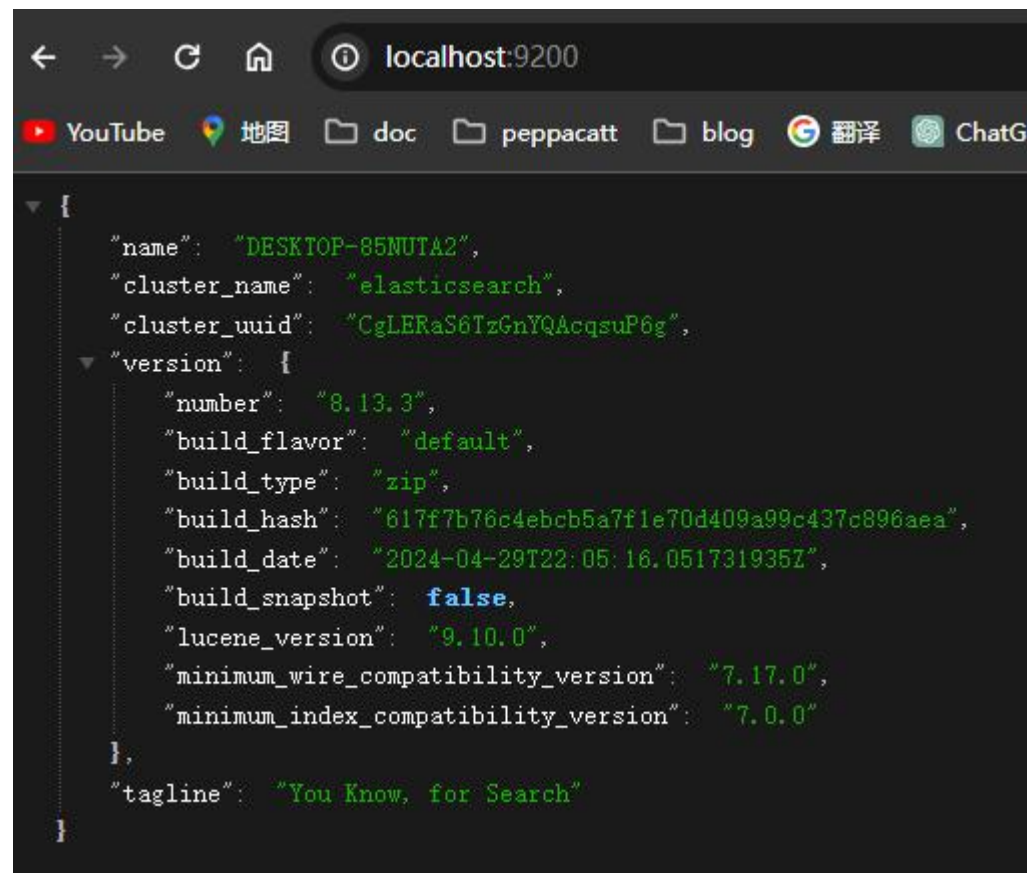 localhost:9200
YouTube 地图 doc peppacatt blog 翻译 ChatG
{
"name": "DESKTOP-85NUTA2",
"cluster_name": "elasticsearch",
"cluster_uuid": "CgLERaS6TzGnYQAcqsuP6g",
"version": {
"number": "8.13.3",
"build_flavor": "default",
"build_type": "zip",
"build_hash": "617f7b76c4ebcb5a7f1e70d409a99c437c896aea",
"build_date": "2024-04-29T22:05:16.051731935Z",
"build_snapshot": false,
"lucene_version": "9.10.0",
"minimum_wire_compatibility_version": "7.17.0",
"minimum_index_compatibility_version": "7.0.0"
},
"tagline": "You Know, for Search"
}